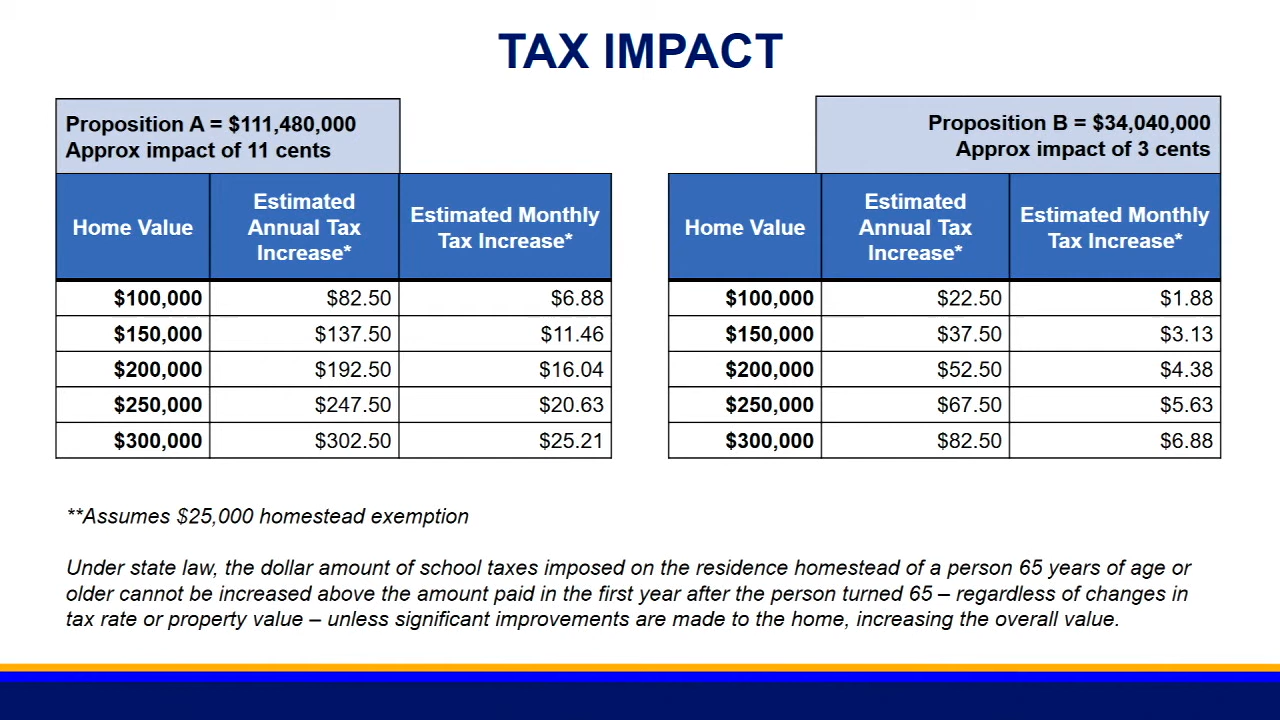 TAX IMPACT
Proposition A = $111,480,000
Approx impact of 11 cents
Home Value
Estimated
Annual Tax
Increase*
Estimated Monthly
Tax Increase*
$100,000 $82.50 $6.88
$150,000 $137.50 $11.46
$200,000 $192.50 $16.04
$250,000 $247.50 $20.63
$300,000 $302.50 $25.21
Proposition B = $34,040,000
Approx impact of 3 cents
Home Value
Estimated
Annual Tax
Increase*
Estimated Monthly
Tax Increase*
$100,000 $22.50 $1.88
$150,000 $37.50 $3.13
$200,000 $52.50 $4.38
$250,000 $67.50 $5.63
$300,000 $82.50 $6.88
**Assumes $25,000 homestead exemption
Under state law, the dollar amount of school taxes imposed on the residence homestead of a person 65 years of age or
older cannot be increased above the amount paid in the first year after the person turned 65 – regardless of changes in
tax rate or property value – unless significant improvements are made to the home, increasing the overall value.